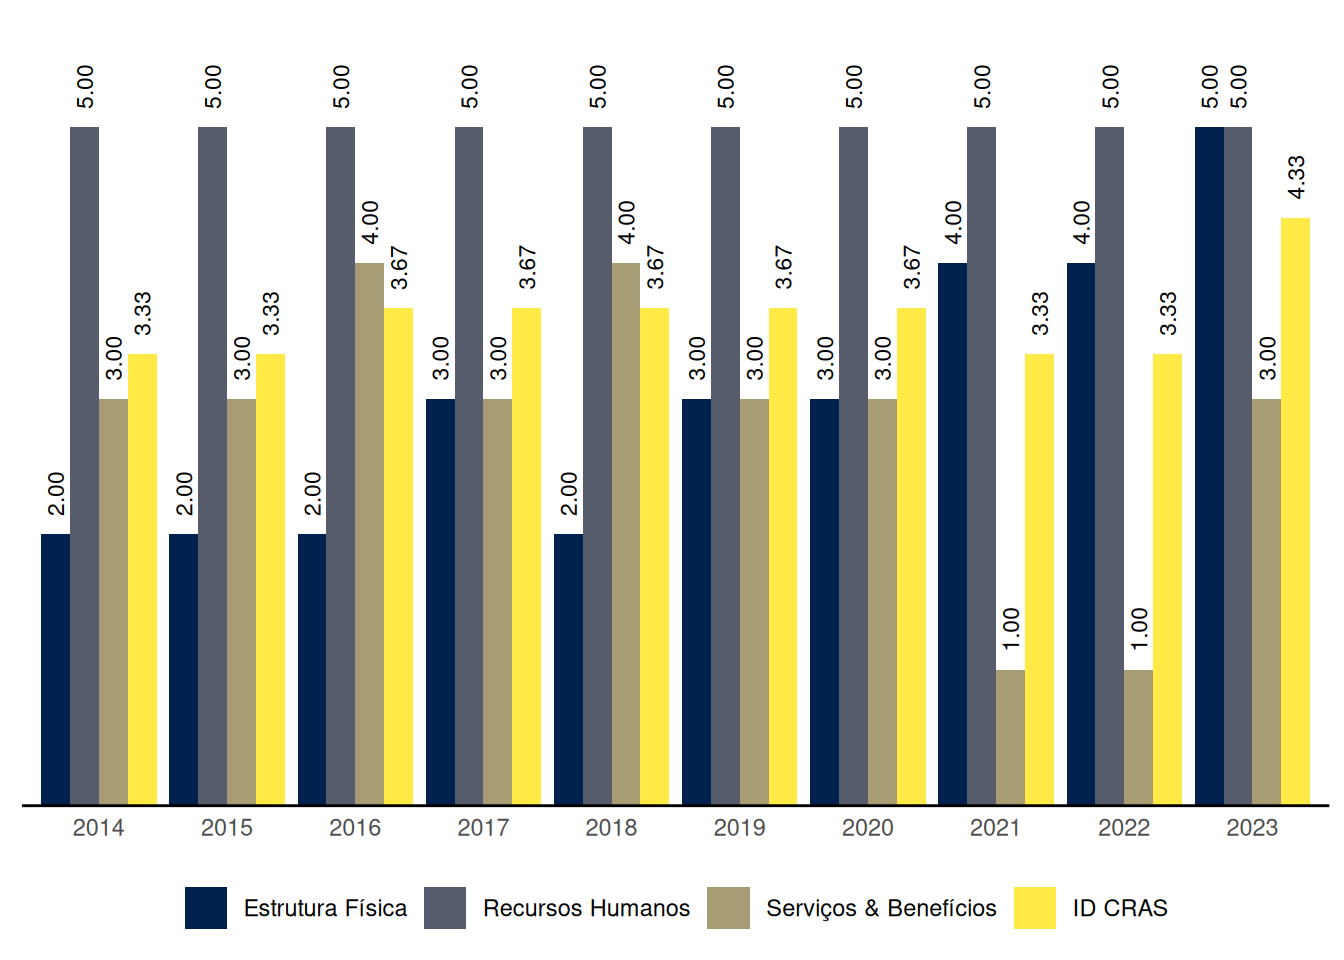 5.00 5.00 5.00 5.00 5.00 5.00 5.00 5.00 5.00 5.00 5.00
4.33
4.00 4.00 4.00 4.00
3.67 3.67 3.67 3.67 3.67
3.33 3.33 3.33 3.33
3.00 3.00 3.00 3.00 3.00 3.00 3.00 3.00 3.00
2.00 2.00 2.00 2.00
1.00 1.00
2014 2015 2016 2017 2018 2019 2020 2021 2022 2023
Estrutura Física Recursos Humanos Serviços & Benefícios ID CRAS